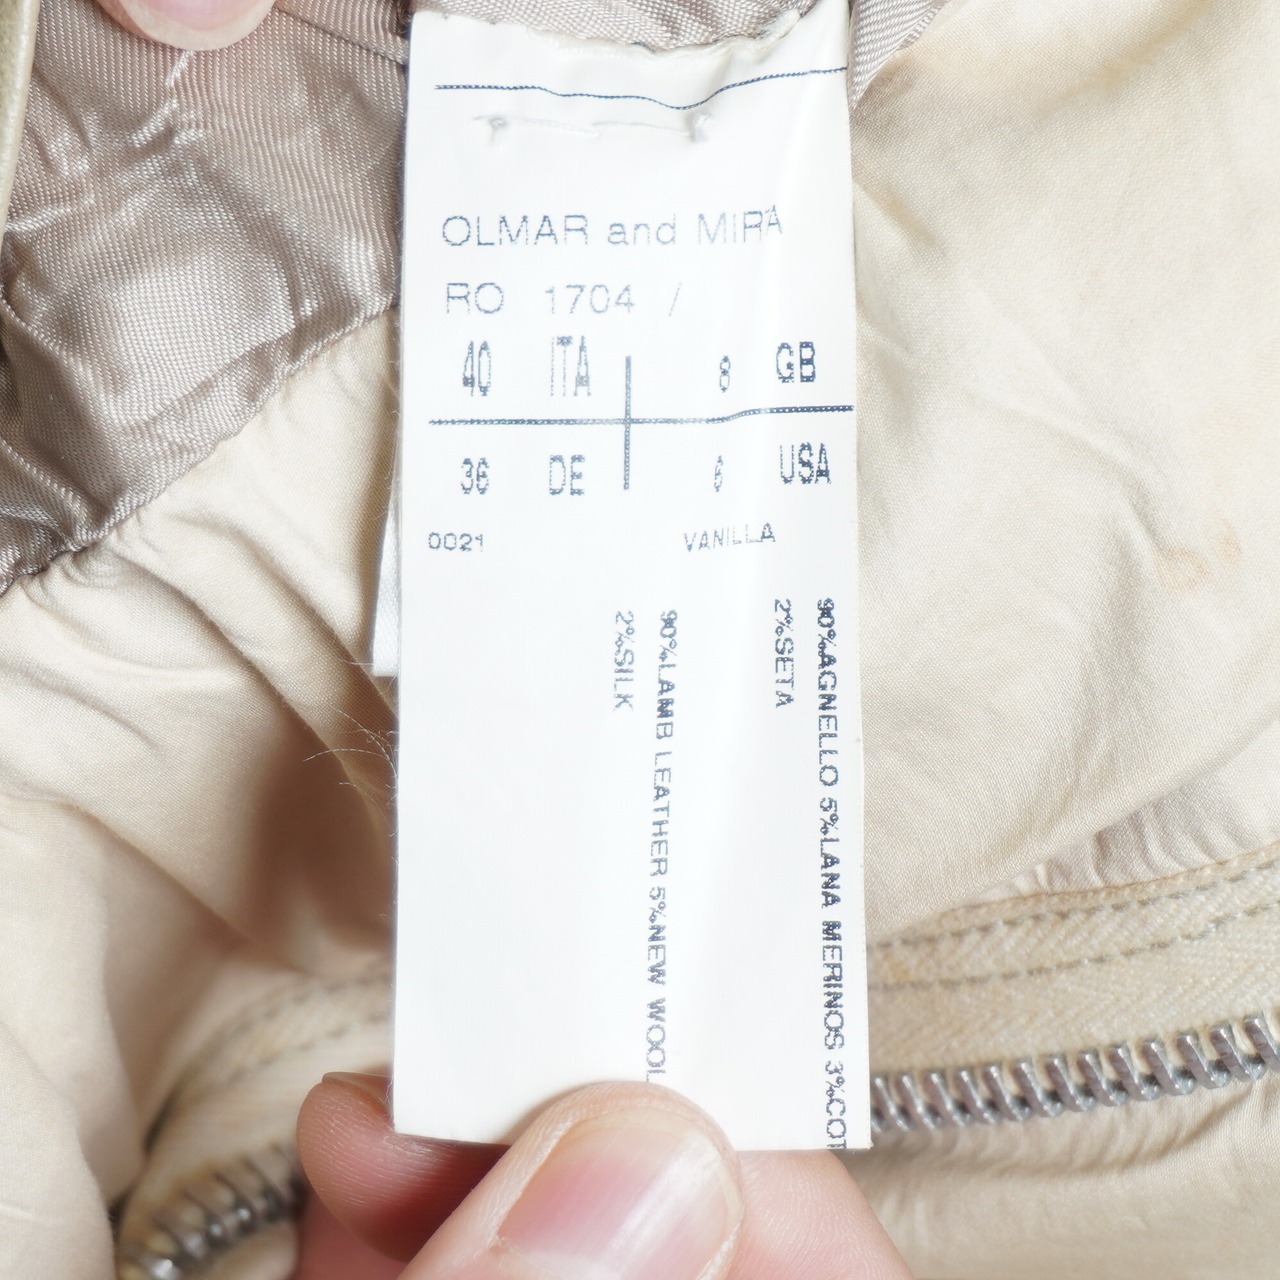 OLMAR and MIRA
RO 1704 /
40 ITA 8 GB
36 DE 6 USA
0021 VANILLA
90%AGNELLO 5%LANA MERINOS 3%COT
2%SETA
90%LAMB LEATHER 5%NEW WOOL
2%SILK